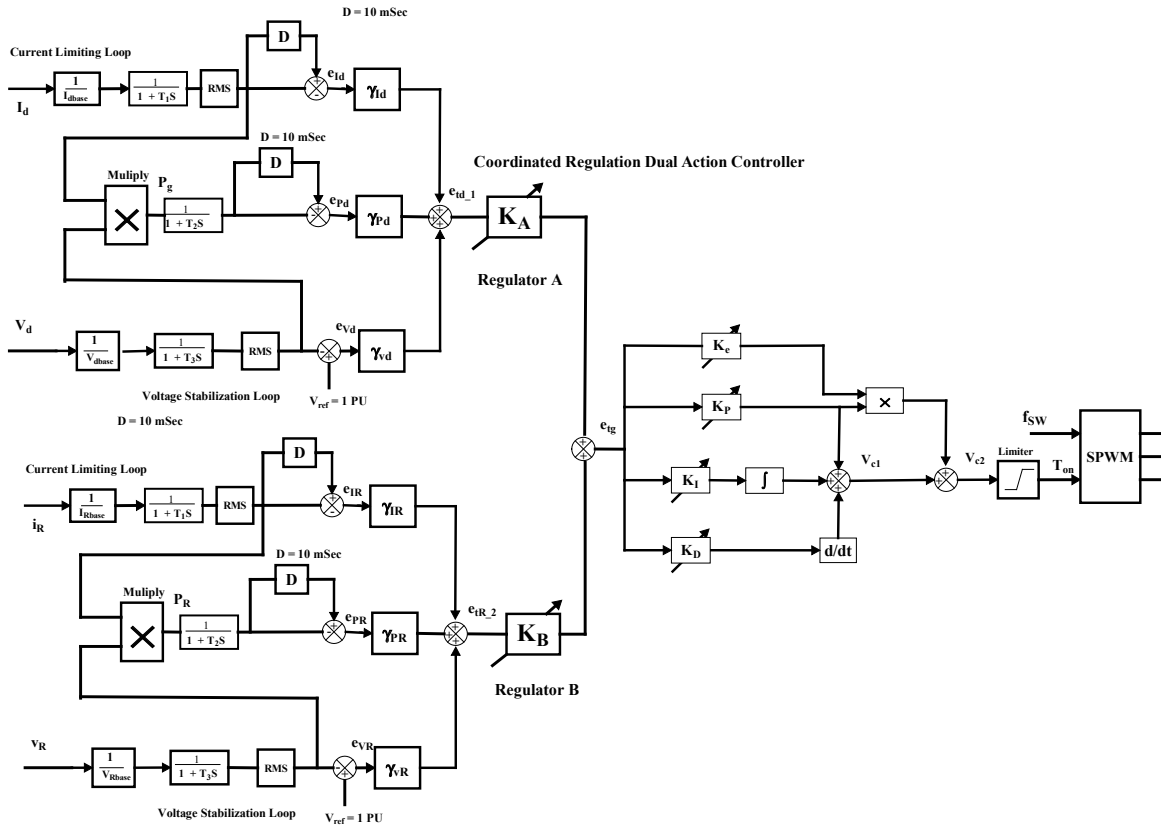 D = 10 mSec
Current Limiting Loop
D
e_Id
γ_Id
1 / I_dbase
1 / 1 + T_1S
RMS
I_d
D = 10 mSec
Coordinated Regulation Dual Action Controller
Muliply
P_g
D
e_Pd
γ_Pd
e_td_1
K_A
×
1 / 1 + T_2S
Regulator A
V_d
1 / V_dbase
1 / 1 + T_3S
RMS
e_Vd
γ_vd
Voltage Stabilization Loop
V_ref = 1 PU
D = 10 mSec
K_e
K_P
×
e_tg
f_SW
SPWM
K_I
∫
V_c1
V_c2
Limiter
T_on
K_D
d/dt
Current Limiting Loop
D
e_IR
γ_IR
1 / I_Rbase
1 / 1 + T_1S
RMS
i_R
D = 10 mSec
Muliply
P_R
D
e_PR
γ_PR
e_tR_2
K_B
×
1 / 1 + T_2S
Regulator B
v_R
1 / V_Rbase
1 / 1 + T_3S
RMS
e_VR
γ_vR
Voltage Stabilization Loop
V_ref = 1 PU